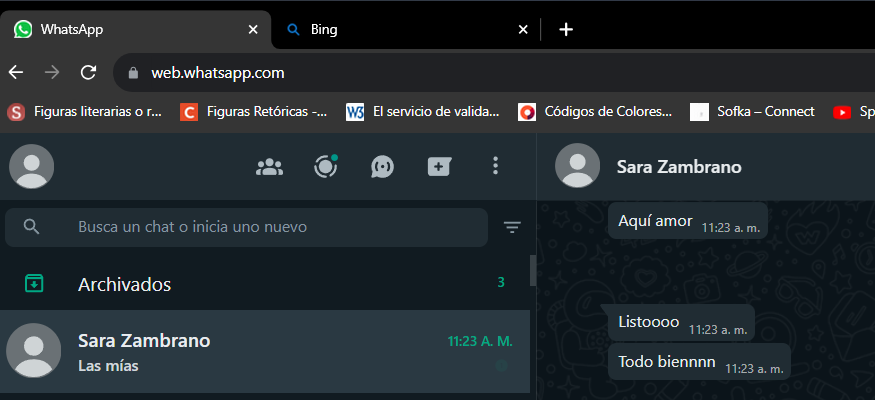 WhatsApp
Bing
web.whatsapp.com
Figuras literarias o r...
Figuras Retóricas -...
El servicio de valida...
Códigos de Colores...
Sofka – Connect
Sp
Sara Zambrano
Busca un chat o inicia uno nuevo
Archivados 3
Sara Zambrano 11:23 A. M.
Las mías
Aquí amor 11:23 a. m.
Listoooo 11:23 a. m.
Todo biennnn 11:23 a. m.